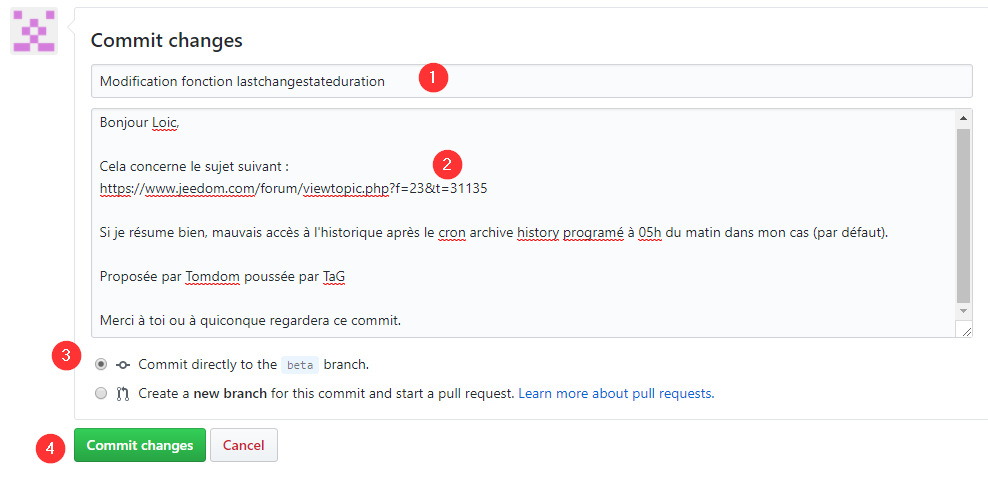 Commit changes
Modification fonction lastchangestateduration 1
Bonjour Loic,
Cela concerne le sujet suivant : 2
https://www.jeedom.com/forum/viewtopic.php?f=23&t=31135
Si je résume bien, mauvais accès à l'historique après le cron archive history programé à 05h du matin dans mon cas (par défaut).
Proposée par Tomdom poussée par TaG
Merci à toi ou à quiconque regardera ce commit.
3 Commit directly to the beta branch.
Create a new branch for this commit and start a pull request. Learn more about pull requests.
4 Commit changes Cancel